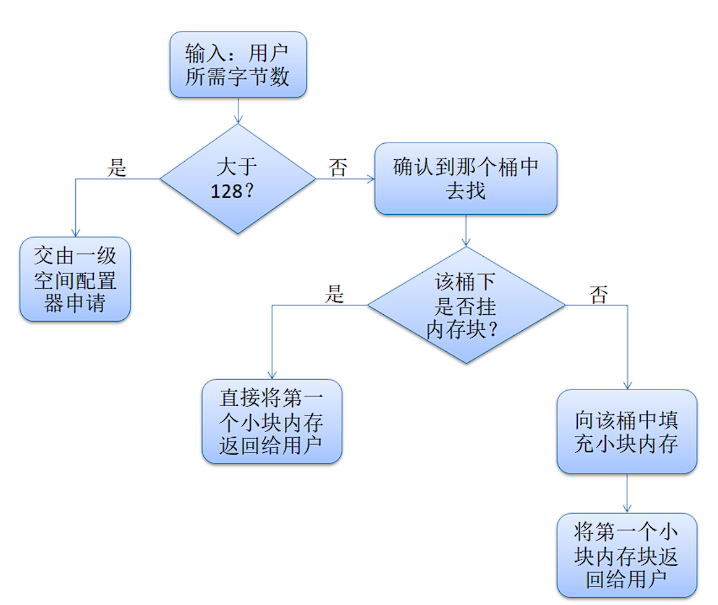 输入：用户
所需字节数
大于
128？
是
否
确认到那个桶中
去找
交由一级
空间配置
器申请
该桶下
是否挂
内存块？
是
否
直接将第一
个小块内存
返回给用户
向该桶中填
充小块内存
将第一个小
块内存块返
回给用户